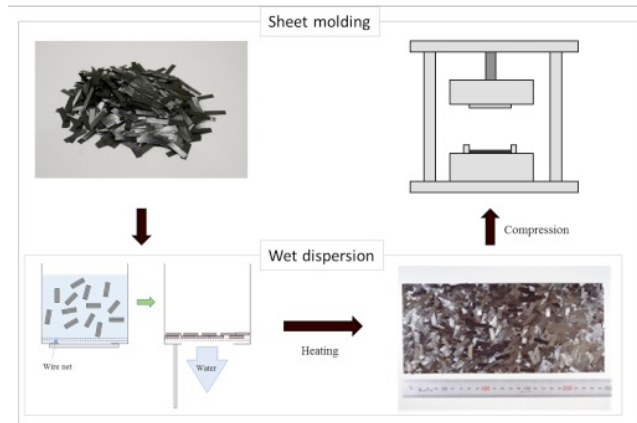 Sheet molding
Compression
Wet dispersion
Wire net
Water
Heating